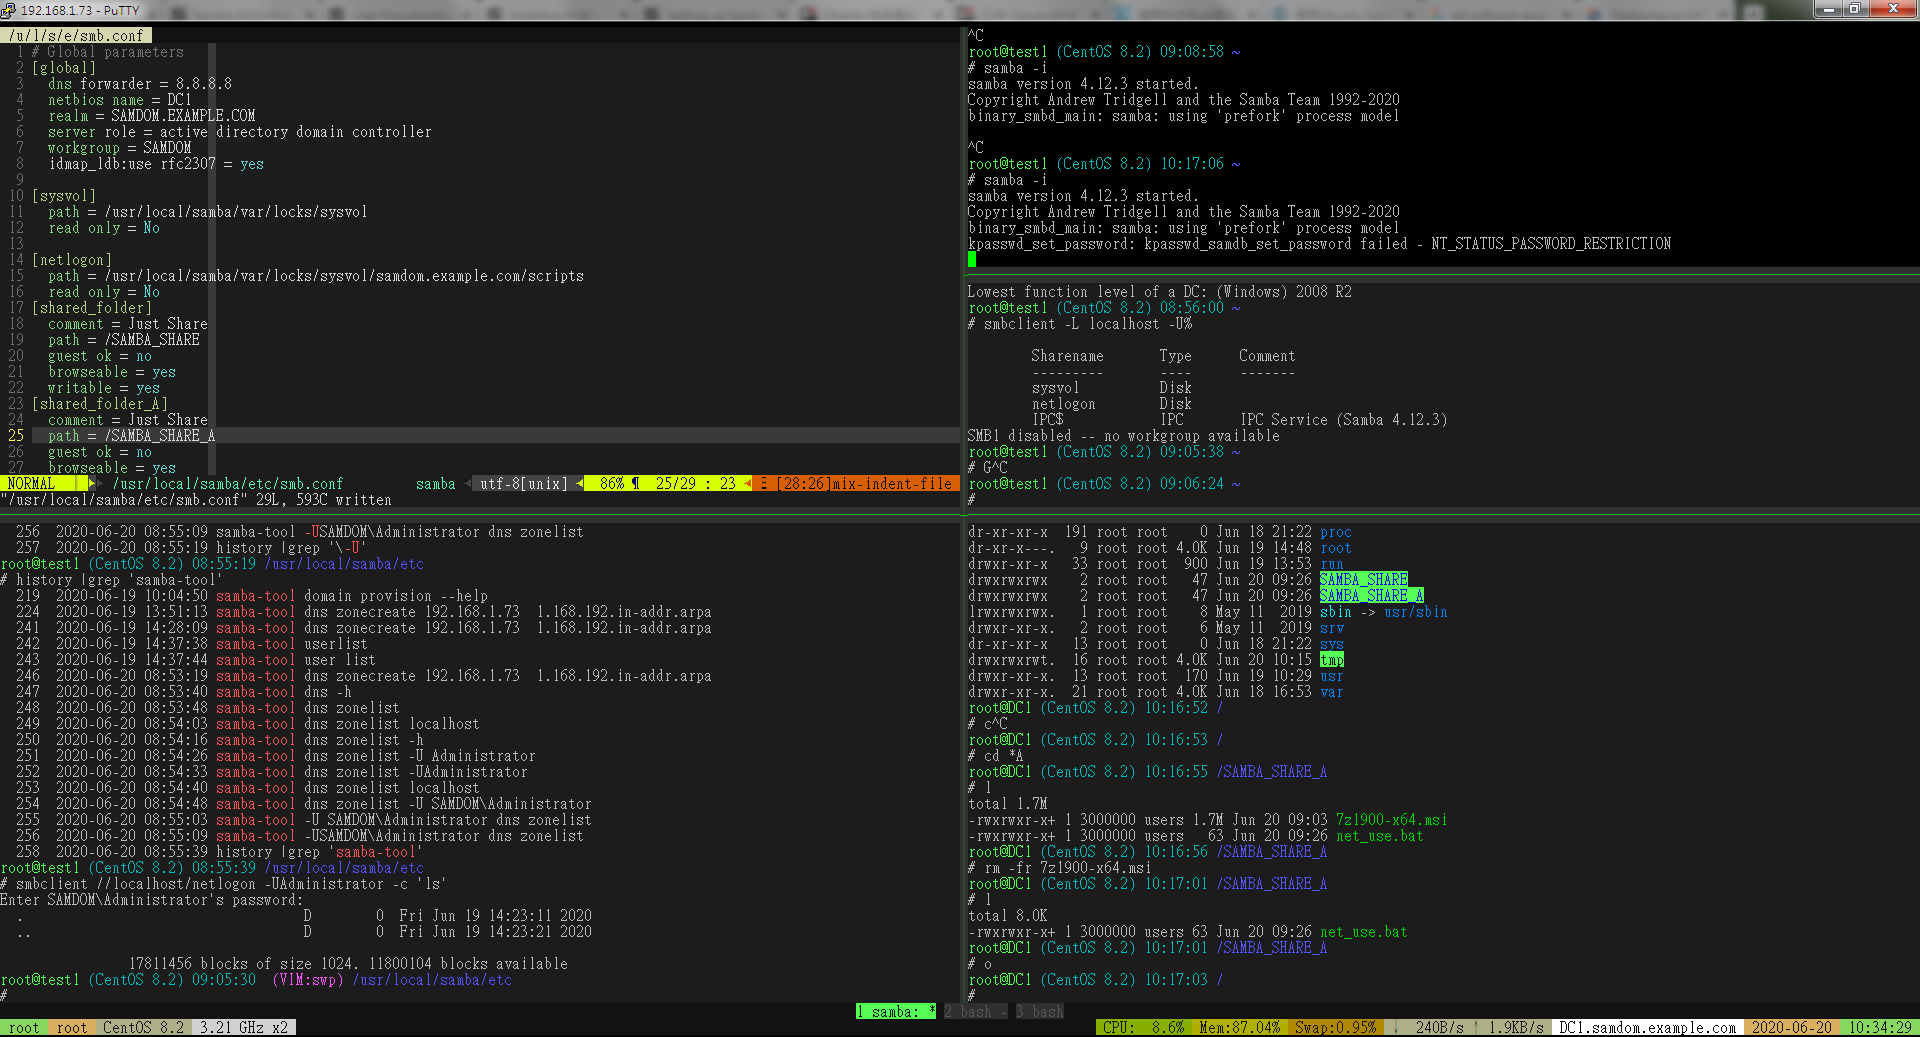 192.168.1.73 - PuTTY
/u/l/s/e/smb.conf
1 # Global parameters
2 [global]
3   dns forwarder = 8.8.8.8
4   netbios name = DC1
5   realm = SAMDOM.EXAMPLE.COM
6   server role = active directory domain controller
7   workgroup = SAMDOM
8   idmap_ldb:use rfc2307 = yes
9
10 [sysvol]
11   path = /usr/local/samba/var/locks/sysvol
12   read only = No
13
14 [netlogon]
15   path = /usr/local/samba/var/locks/sysvol/samdom.example.com/scripts
16   read only = No
17 [shared_folder]
18   comment = Just Share
19   path = /SAMBA_SHARE
20   guest ok = no
21   browseable = yes
22   writable = yes
23 [shared_folder_A]
24   comment = Just Share
25   path = /SAMBA_SHARE_A
26   guest ok = no
27   browseable = yes
NORMAL   /usr/local/samba/etc/smb.conf   samba   utf-8[unix]   86% ¶  25/29 : 23   Ξ [28:26]mix-indent-file
"/usr/local/samba/etc/smb.conf" 29L, 593C written
^C
root@test1 (CentOS 8.2) 09:08:58 ~
# samba -i
samba version 4.12.3 started.
Copyright Andrew Tridgell and the Samba Team 1992-2020
binary_smbd_main: samba: using 'prefork' process model
^C
root@test1 (CentOS 8.2) 10:17:06 ~
# samba -i
samba version 4.12.3 started.
Copyright Andrew Tridgell and the Samba Team 1992-2020
binary_smbd_main: samba: using 'prefork' process model
kpasswd_set_password: kpasswd_samdb_set_password failed - NT_STATUS_PASSWORD_RESTRICTION
Lowest function level of a DC: (Windows) 2008 R2
root@test1 (CentOS 8.2) 08:56:00 ~
# smbclient -L localhost -U%
Sharename       Type      Comment
---------       ----      -------
sysvol          Disk
netlogon        Disk
IPC$            IPC       IPC Service (Samba 4.12.3)
SMB1 disabled -- no workgroup available
root@test1 (CentOS 8.2) 09:05:38 ~
# G^C
root@test1 (CentOS 8.2) 09:06:24 ~
#
256  2020-06-20 08:55:09 samba-tool -USAMDOM\Administrator dns zonelist
257  2020-06-20 08:55:19 history |grep '\-U'
root@test1 (CentOS 8.2) 08:55:19 /usr/local/samba/etc
# history |grep 'samba-tool'
219  2020-06-19 10:04:50 samba-tool domain provision --help
224  2020-06-19 13:51:13 samba-tool dns zonecreate 192.168.1.73  1.168.192.in-addr.arpa
241  2020-06-19 14:28:09 samba-tool dns zonecreate 192.168.1.73  1.168.192.in-addr.arpa
242  2020-06-19 14:37:38 samba-tool userlist
243  2020-06-19 14:37:44 samba-tool user list
246  2020-06-20 08:53:19 samba-tool dns zonecreate 192.168.1.73  1.168.192.in-addr.arpa
247  2020-06-20 08:53:40 samba-tool dns -h
248  2020-06-20 08:53:48 samba-tool dns zonelist
249  2020-06-20 08:54:03 samba-tool dns zonelist localhost
250  2020-06-20 08:54:16 samba-tool dns zonelist -h
251  2020-06-20 08:54:26 samba-tool dns zonelist -U Administrator
252  2020-06-20 08:54:33 samba-tool dns zonelist -UAdministrator
253  2020-06-20 08:54:40 samba-tool dns zonelist localhost
254  2020-06-20 08:54:48 samba-tool dns zonelist -U SAMDOM\Administrator
255  2020-06-20 08:55:03 samba-tool -U SAMDOM\Administrator dns zonelist
256  2020-06-20 08:55:09 samba-tool -USAMDOM\Administrator dns zonelist
258  2020-06-20 08:55:39 history |grep 'samba-tool'
root@test1 (CentOS 8.2) 08:55:39 /usr/local/samba/etc
# smbclient //localhost/netlogon -UAdministrator -c 'ls'
Enter SAMDOM\Administrator's password:
.                                   D        0  Fri Jun 19 14:23:11 2020
..                                  D        0  Fri Jun 19 14:23:21 2020
17811456 blocks of size 1024. 11800104 blocks available
root@test1 (CentOS 8.2) 09:05:30  (VIM:swp) /usr/local/samba/etc
#
dr-xr-xr-x  191 root root    0 Jun 18 21:22 proc
dr-xr-x---.   9 root root 4.0K Jun 19 14:48 root
drwxr-xr-x   33 root root  900 Jun 19 13:53 run
drwxrwxrwx    2 root root   47 Jun 20 09:26 SAMBA_SHARE
drwxrwxrwx    2 root root   47 Jun 20 09:26 SAMBA_SHARE_A
lrwxrwxrwx.   1 root root    8 May 11  2019 sbin -> usr/sbin
drwxr-xr-x.   2 root root    6 May 11  2019 srv
dr-xr-xr-x   13 root root    0 Jun 18 21:22 sys
drwxrwxrwt.  16 root root 4.0K Jun 20 10:15 tmp
drwxr-xr-x.  13 root root  170 Jun 19 10:29 usr
drwxr-xr-x.  21 root root 4.0K Jun 18 16:53 var
root@DC1 (CentOS 8.2) 10:16:52 /
# c^C
root@DC1 (CentOS 8.2) 10:16:53 /
# cd *A
root@DC1 (CentOS 8.2) 10:16:55 /SAMBA_SHARE_A
# l
total 1.7M
-rwxrwxr-x+ 1 3000000 users 1.7M Jun 20 09:03 7z1900-x64.msi
-rwxrwxr-x+ 1 3000000 users   63 Jun 20 09:26 net_use.bat
root@DC1 (CentOS 8.2) 10:16:56 /SAMBA_SHARE_A
# rm -fr 7z1900-x64.msi
root@DC1 (CentOS 8.2) 10:17:01 /SAMBA_SHARE_A
# l
total 8.0K
-rwxrwxr-x+ 1 3000000 users 63 Jun 20 09:26 net_use.bat
root@DC1 (CentOS 8.2) 10:17:01 /SAMBA_SHARE_A
# o
root@DC1 (CentOS 8.2) 10:17:03 /
#
1 samba: * 2 bash - 3 bash
root  root  CentOS 8.2  3.21 GHz x2   CPU:  8.6%  Mem:87.04%  Swap:0.95%  ↓  240B/s ↑ 1.9KB/s  DC1.samdom.example.com  2020-06-20  10:34:29